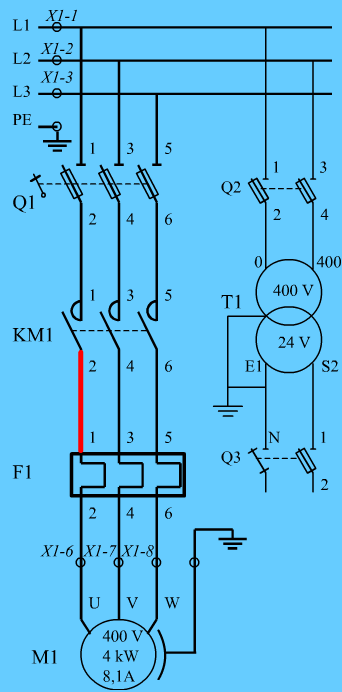 L1 X1-1
L2 X1-2
L3 X1-3
PE
1 3 5 1 3
Q1 Q2
2 4 6 2 4
0 400
1 3 5 400 V
T1
KM1
24 V
2 4 6 E1 S2
1 3 5 N 1
F1 Q3
2 4 6 2
X1-6 X1-7 X1-8
U V W
400 V
M1 4 kW
8,1A